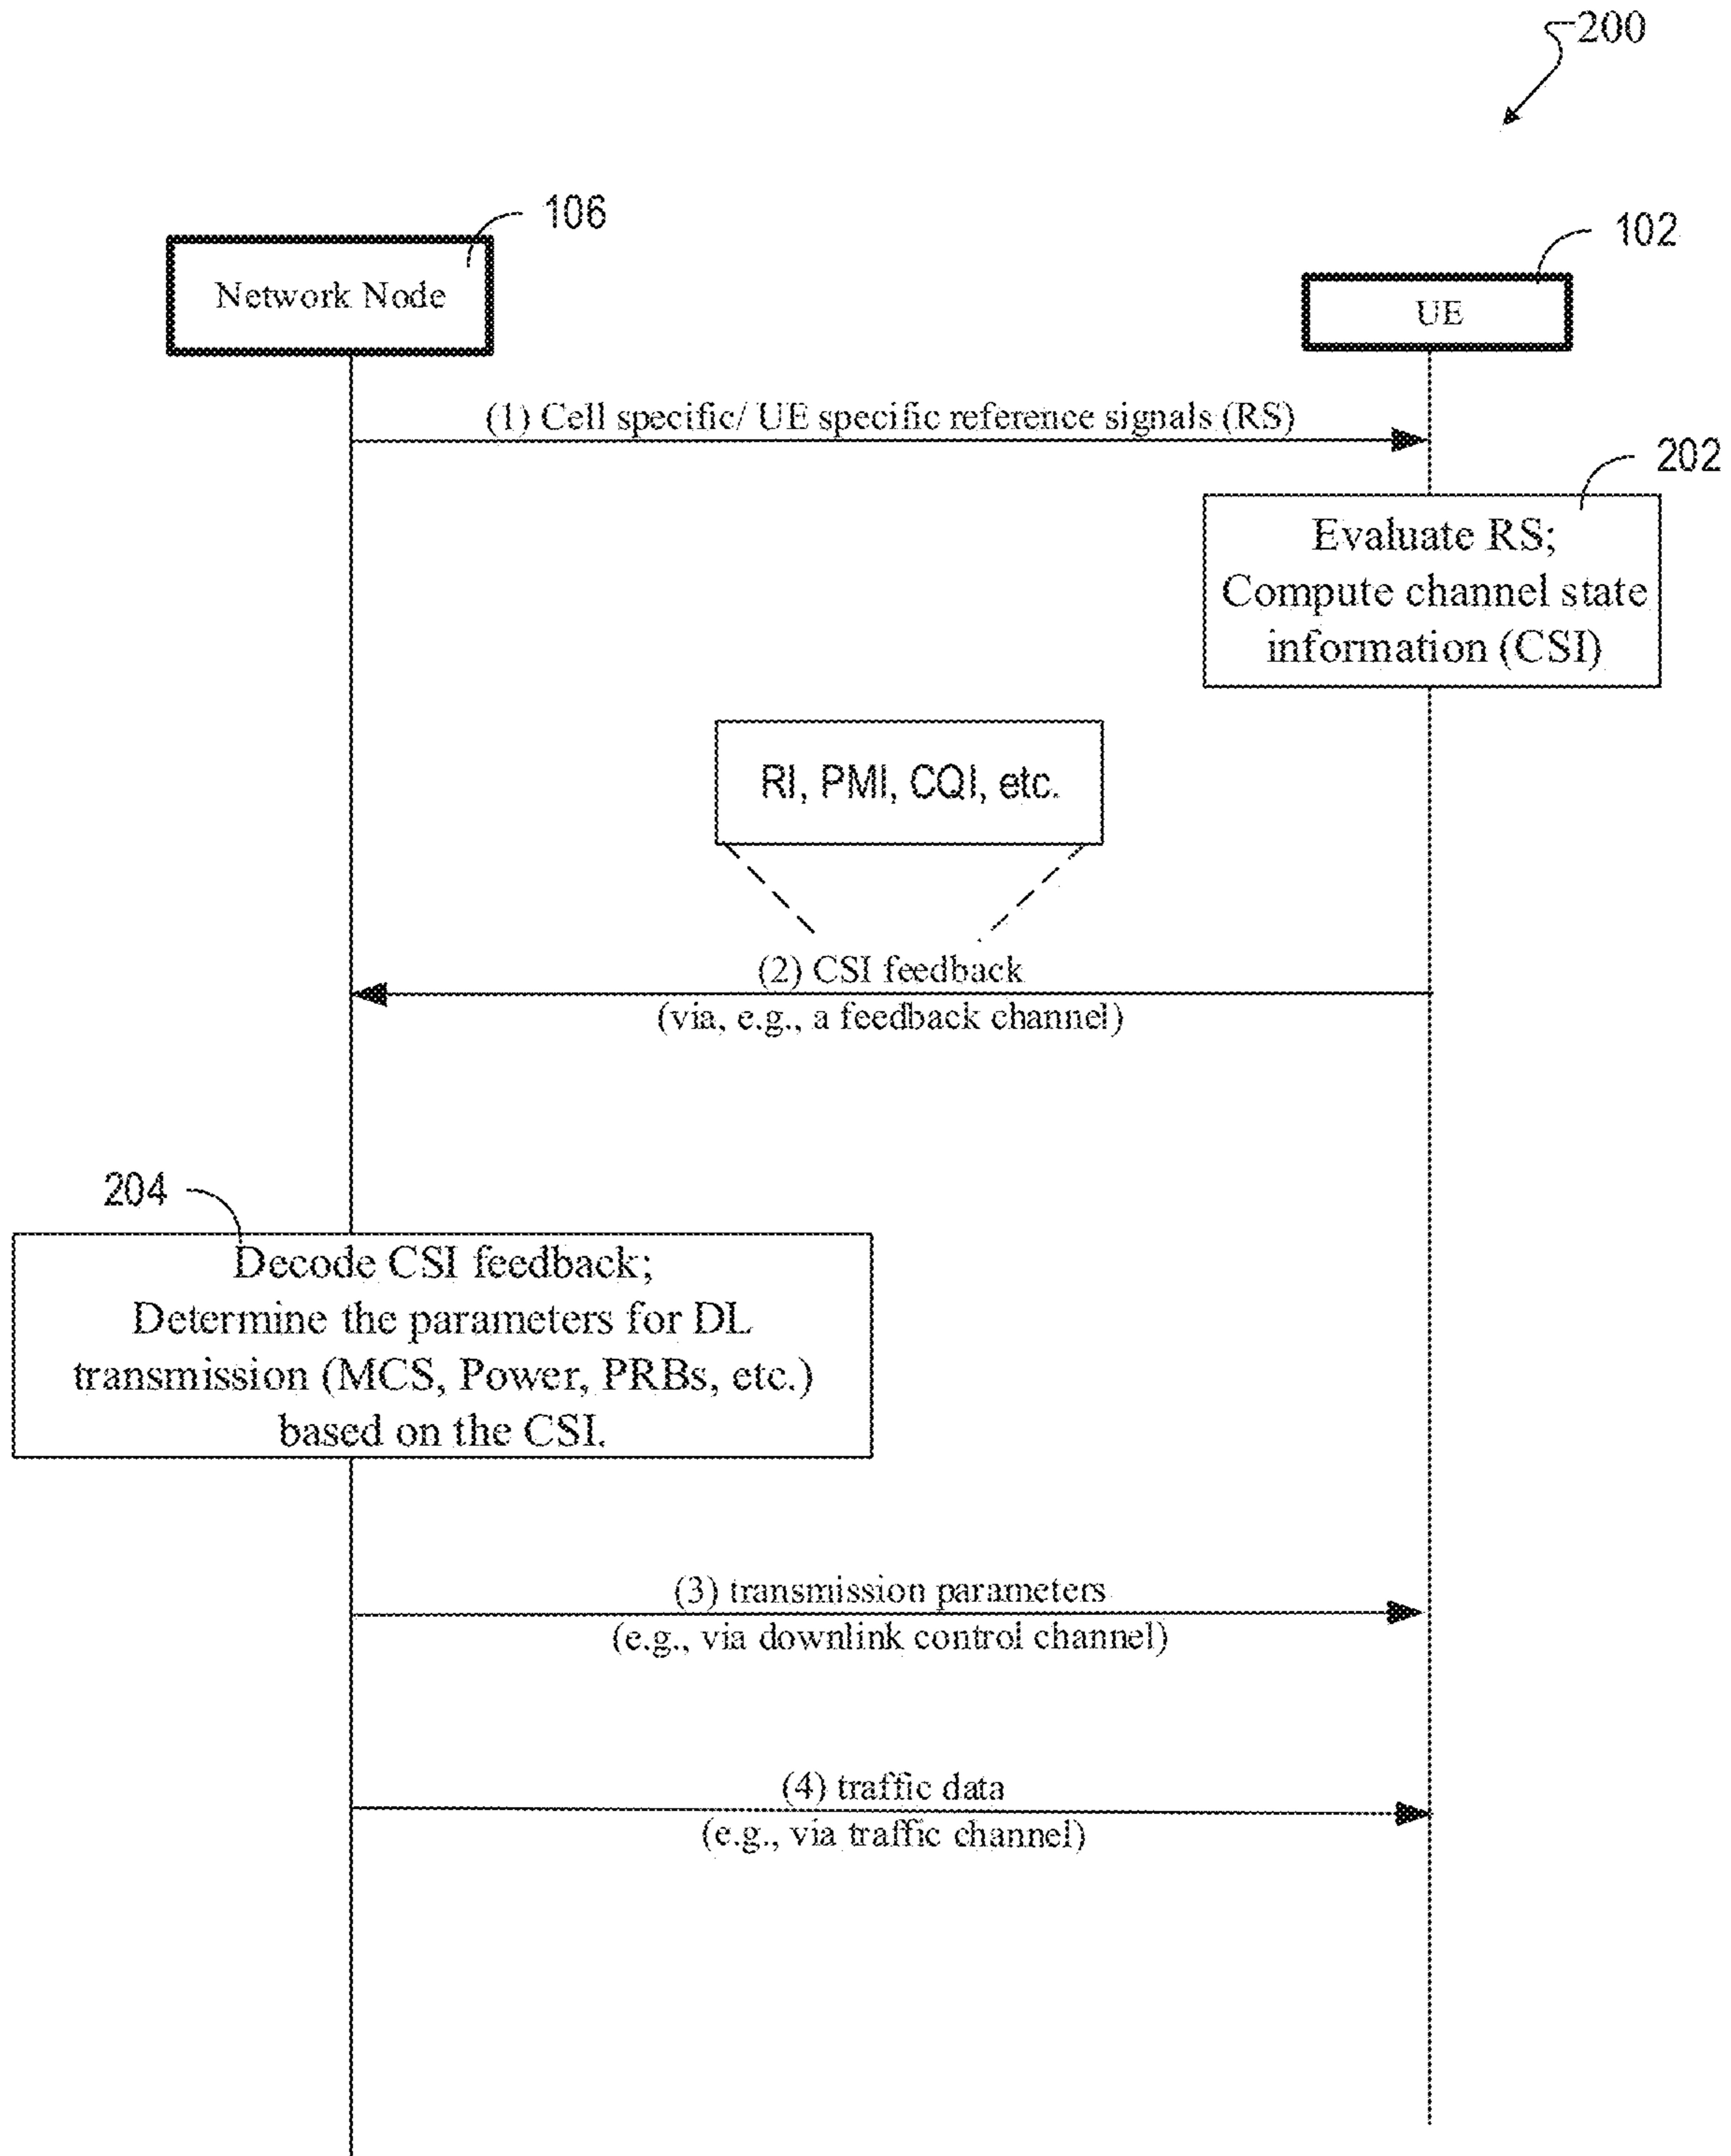 200
106
Network Node
102
UE
(1) Cell specific/ UE specific reference signals (RS)
202
Evaluate RS;
Compute channel state
information (CSI)
RI, PMI, CQI, etc.
(2) CSI feedback
(via, e.g., a feedback channel)
204
Decode CSI feedback;
Determine the parameters for DL
transmission (MCS, Power, PRBs, etc.)
based on the CSI.
(3) transmission parameters
(e.g., via downlink control channel)
(4) traffic data
(e.g., via traffic channel)